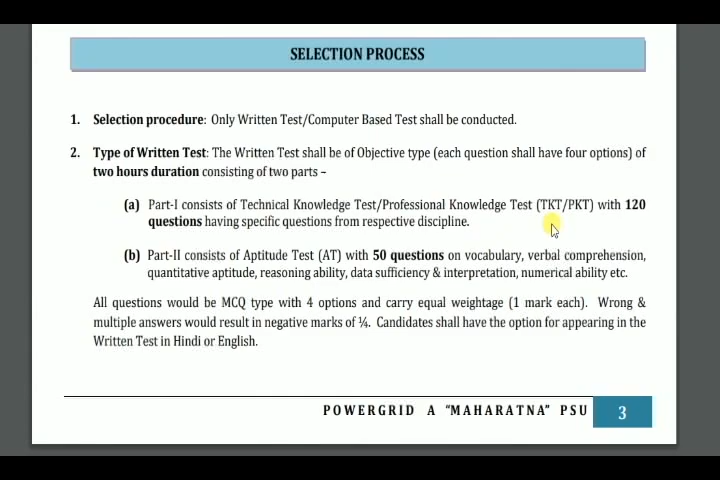 SELECTION PROCESS
1. Selection procedure: Only Written Test/Computer Based Test shall be conducted.
2. Type of Written Test: The Written Test shall be of Objective type (each question shall have four options) of
two hours duration consisting of two parts –
(a) Part-I consists of Technical Knowledge Test/Professional Knowledge Test (TKT/PKT) with 120
questions having specific questions from respective discipline.
(b) Part-II consists of Aptitude Test (AT) with 50 questions on vocabulary, verbal comprehension,
quantitative aptitude, reasoning ability, data sufficiency & interpretation, numerical ability etc.
All questions would be MCQ type with 4 options and carry equal weightage (1 mark each). Wrong &
multiple answers would result in negative marks of ¼. Candidates shall have the option for appearing in the
Written Test in Hindi or English.
POWERGRID A "MAHARATNA" PSU 3